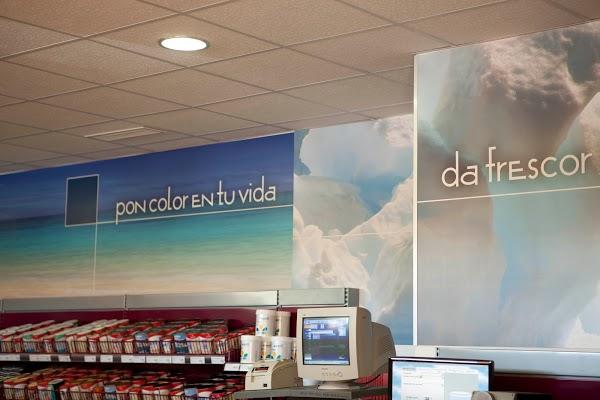 pon color en tu vida
da frescor